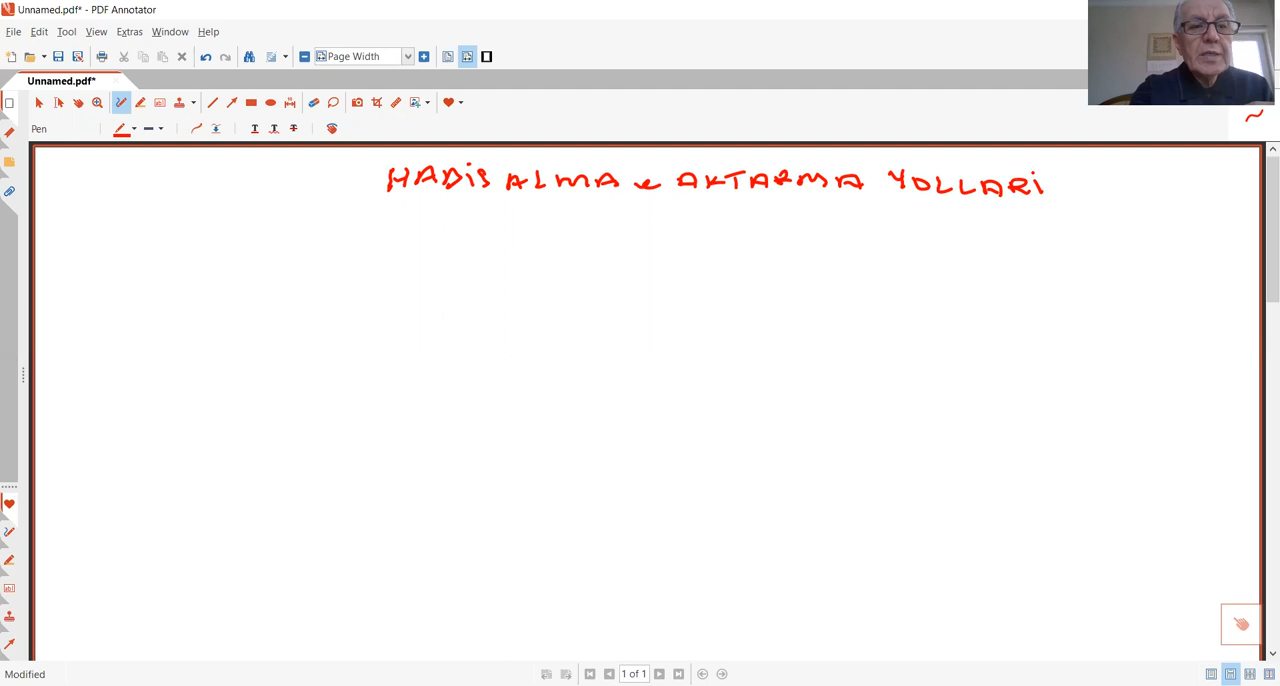 Unnamed.pdf* - PDF Annotator
File Edit Tool View Extras Window Help
Page Width
Unnamed.pdf*
Pen
HADİS ALMA ve AKTARMA YOLLARİ
Modified
1 of 1